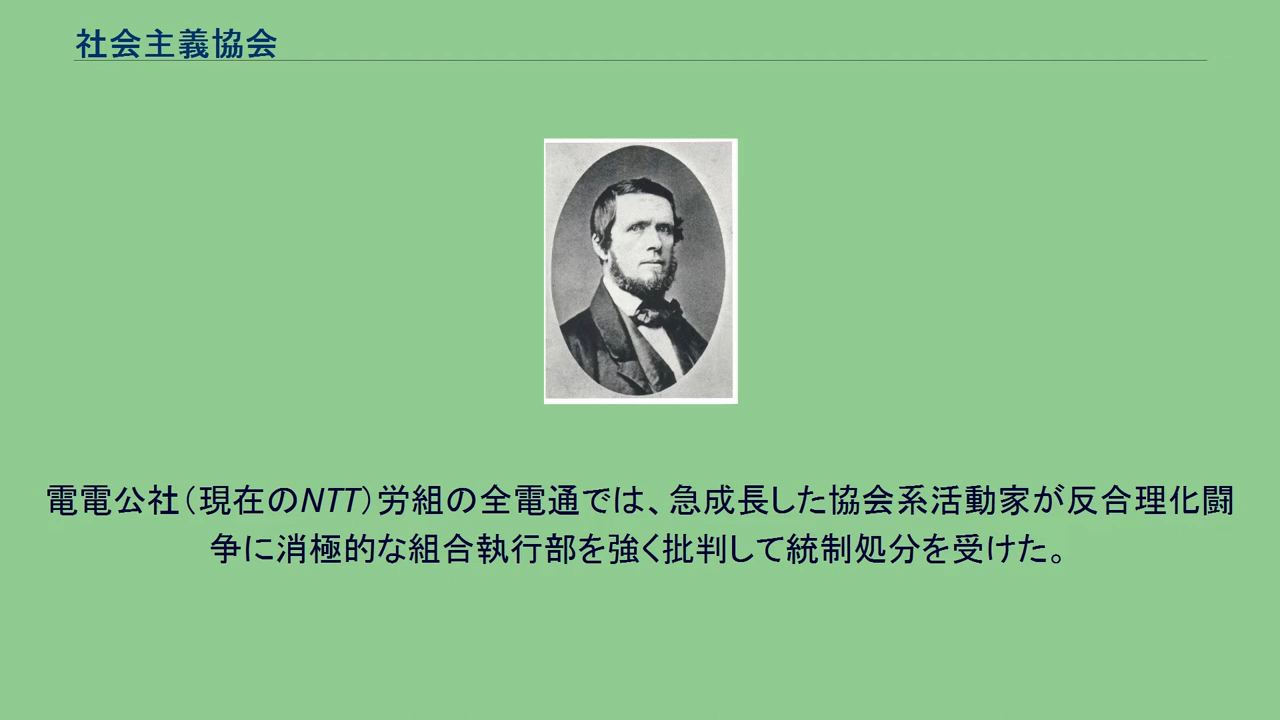 社会主義協会
電電公社（現在のNTT）労組の全電通では、急成長した協会系活動家が反合理化闘
争に消極的な組合執行部を強く批判して統制処分を受けた。